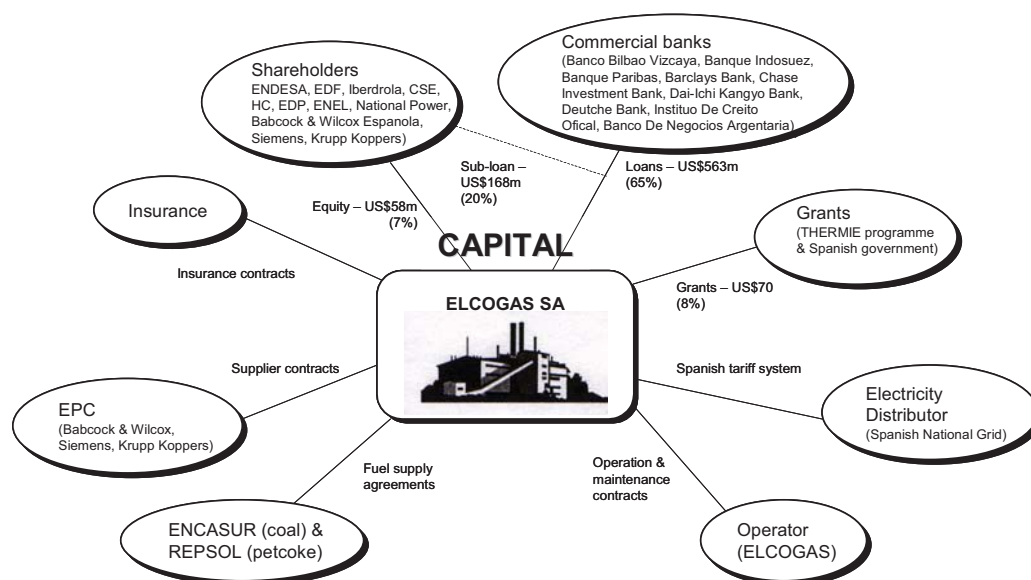 Commercial banks
(Banco Bilbao Vizcaya, Banque Indosuez,
Banque Paribas, Barclays Bank, Chase
Investment Bank, Dai-Ichi Kangyo Bank,
Deutche Bank, Instituo De Creito
Ofical, Banco De Negocios Argentaria)
Shareholders
ENDESA, EDF, Iberdrola, CSE,
HC, EDP, ENEL, National Power,
Babcock & Wilcox Espanola,
Siemens, Krupp Koppers)
Sub-loan –
US$168m
(20%)
Loans – US$563m
(65%)
Insurance
Equity – US$58m
(7%)
Grants
(THERMIE programme
& Spanish government)
CAPITAL
Insurance contracts
Grants – US$70
(8%)
ELCOGAS SA
Supplier contracts
Spanish tariff system
EPC
(Babcock & Wilcox,
Siemens, Krupp Koppers)
Electricity
Distributor
(Spanish National Grid)
Fuel supply
agreements
Operation &
maintenance
contracts
ENCASUR (coal) &
REPSOL (petcoke)
Operator
(ELCOGAS)